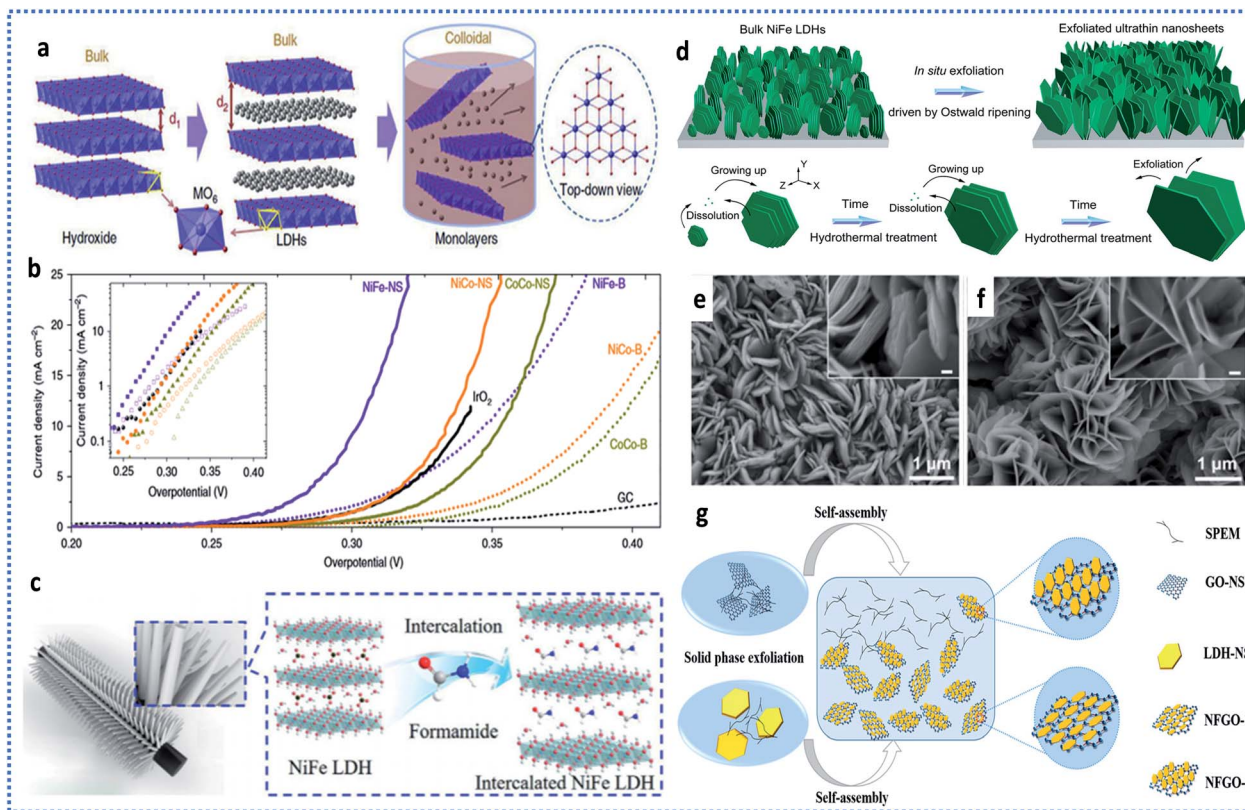 a
Bulk
d1
Hydroxide
MO6
Bulk
d2
LDHs
Colloidal
Monolayers
Top-down view
b
Current density (mA cm−2)
25
20
15
10
5
0
0.20
0.25
0.30
0.35
0.40
Overpotential (V)
NiFe-NS
NiCo-NS
CoCo-NS
NiFe-B
NiCo-B
IrO2
CoCo-B
GC
Current density (mA cm−2)
10
1
0.1
0.25
0.30
0.35
0.40
Overpotential (V)
c
NiFe LDH
Intercalation
Formamide
Intercalated NiFe LDH
d
Bulk NiFe LDHs
In situ exfoliation
driven by Ostwald ripening
Exfoliated ultrathin nanosheets
Growing up
Dissolution
Y
Z
X
Time
Hydrothermal treatment
Growing up
Dissolution
Time
Hydrothermal treatment
Exfoliation
e
1 µm
f
1 µm
g
Self-assembly
Solid phase exfoliation
Self-assembly
SPEM
GO-NS
LDH-NS
NFGO-
NFGO-